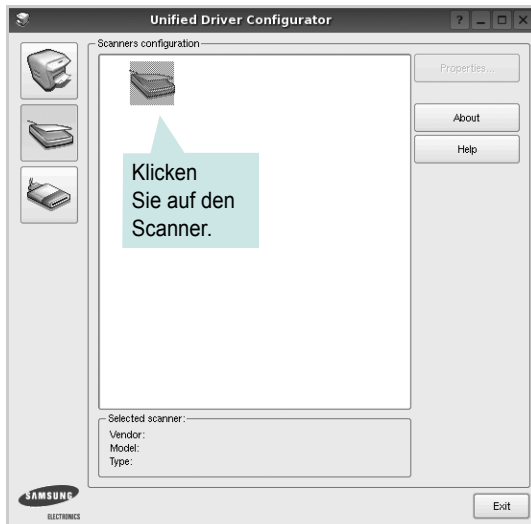 Unified Driver Configurator
Scanners configuration
Properties...
About
Help
Klicken
Sie auf den
Scanner.
Selected scanner:
Vendor:
Model:
Type:
SAMSUNG
ELECTRONICS
Exit